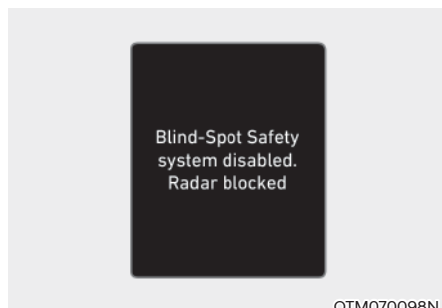 Blind-Spot Safety
system disabled.
Radar blocked
OTM070098N